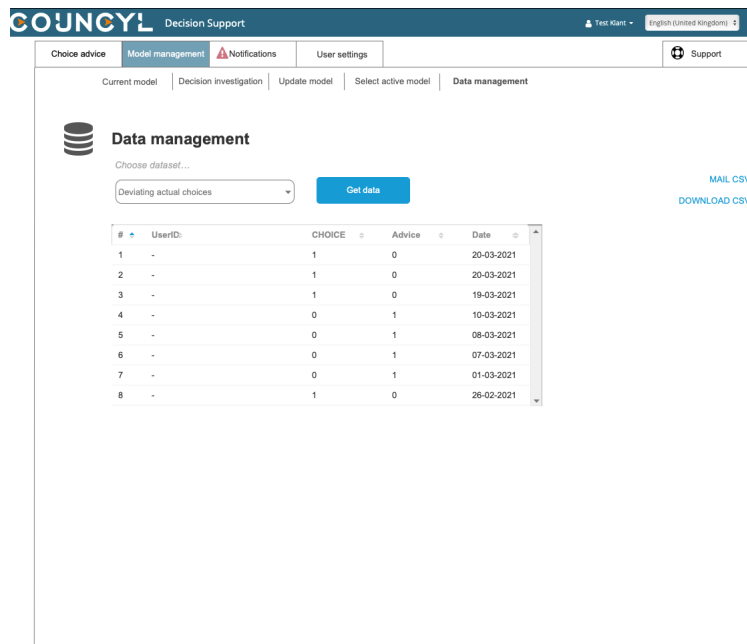 COUNCYL Decision Support
Test Klant
English (United Kingdom)
Choice advice
Model management
Notifications
User settings
Support
Current model
Decision investigation
Update model
Select active model
Data management
Data management
Choose dataset...
MAIL CSV
Deviating actual choices
Get data
DOWNLOAD CSV
# UserID CHOICE Advice Date
1 - 1 0 20-03-2021
2 - 1 0 20-03-2021
3 - 1 0 19-03-2021
4 - 0 1 10-03-2021
5 - 0 1 08-03-2021
6 - 0 1 07-03-2021
7 - 0 1 01-03-2021
8 - 1 0 26-02-2021